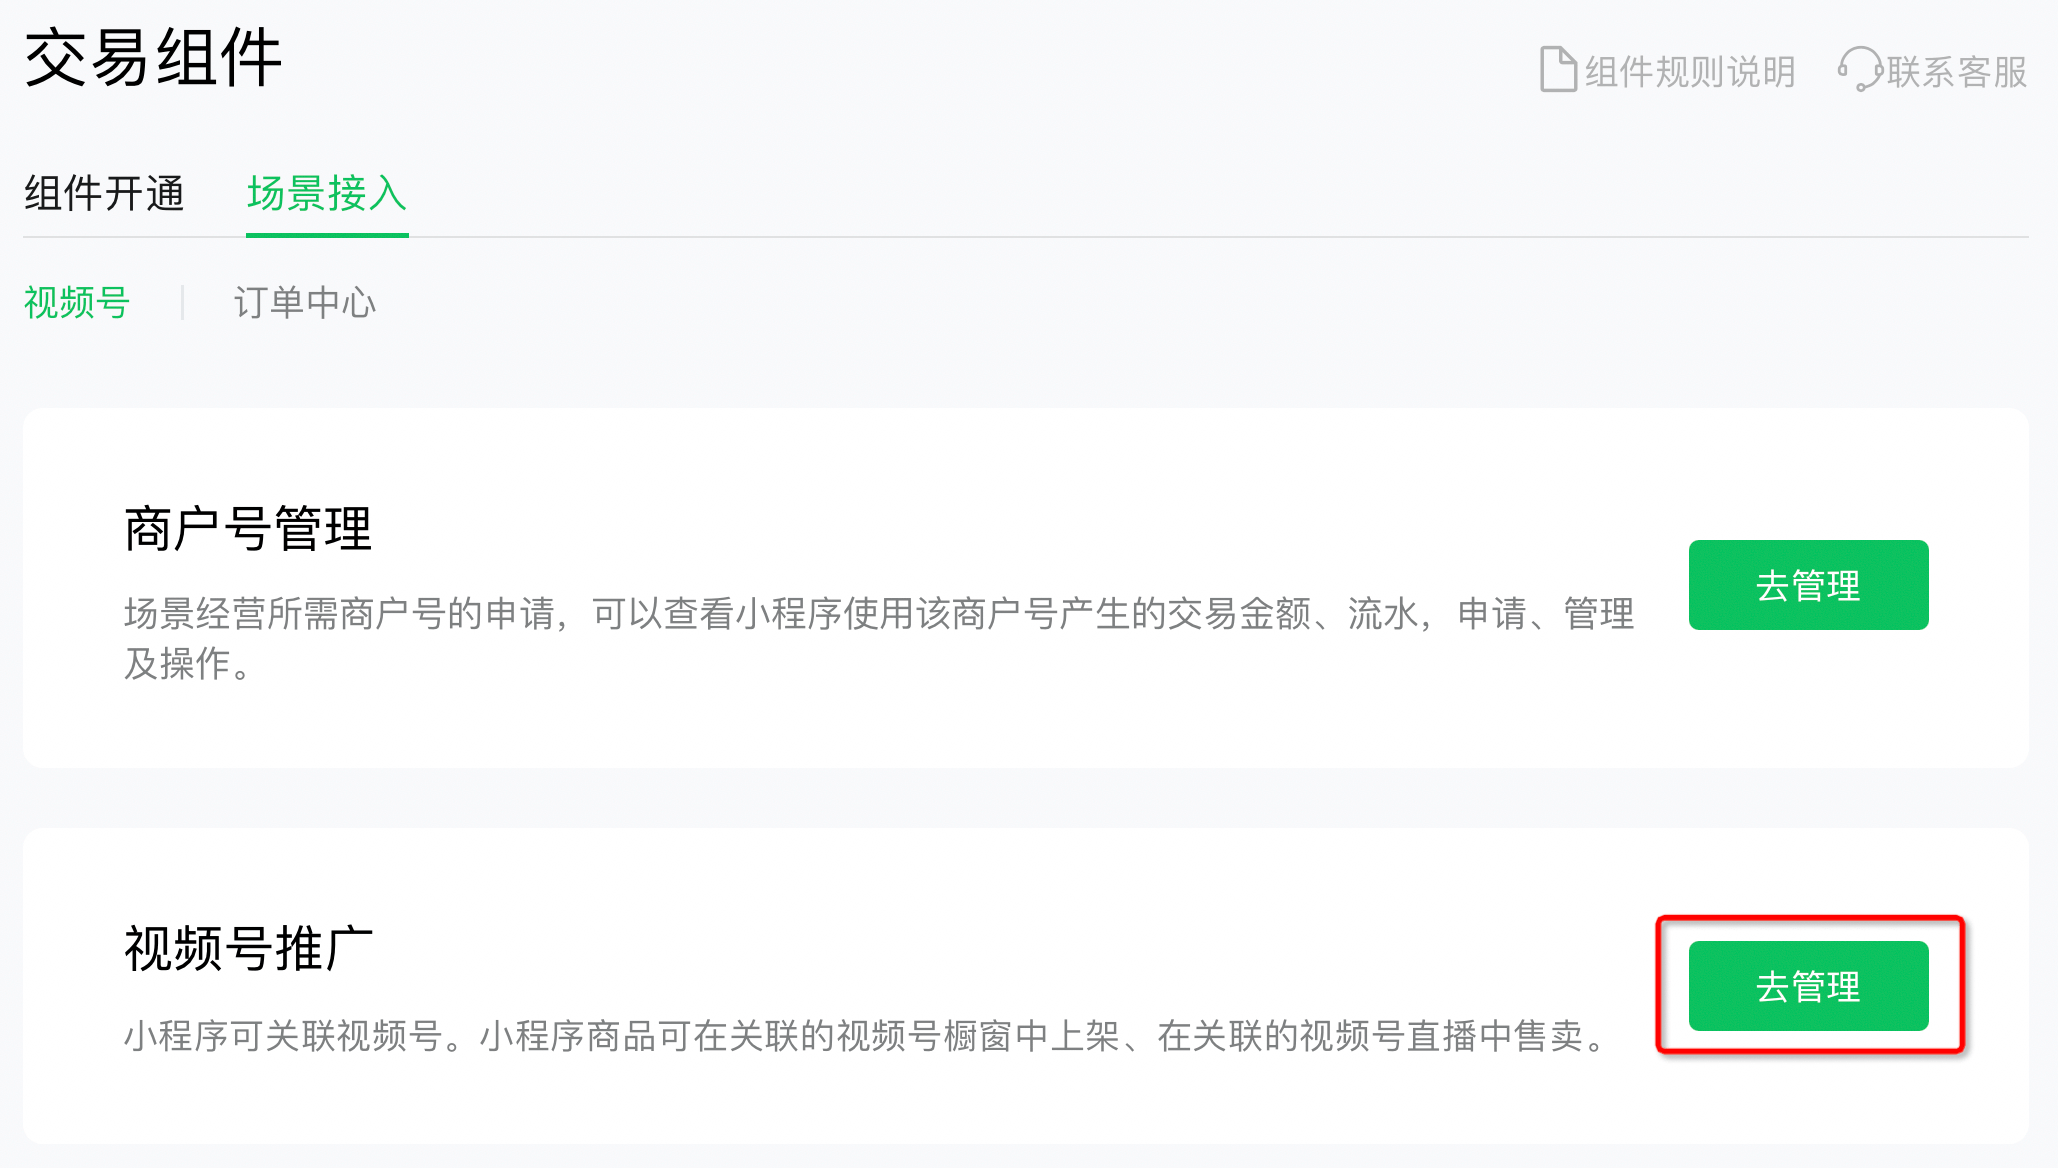 交易组件
组件规则说明 联系客服
组件开通 场景接入
视频号 订单中心
商户号管理
场景经营所需商户号的申请，可以查看小程序使用该商户号产生的交易金额、流水，申请、管理
及操作。
去管理
视频号推广
小程序可关联视频号。小程序商品可在关联的视频号橱窗中上架、在关联的视频号直播中售卖。
去管理